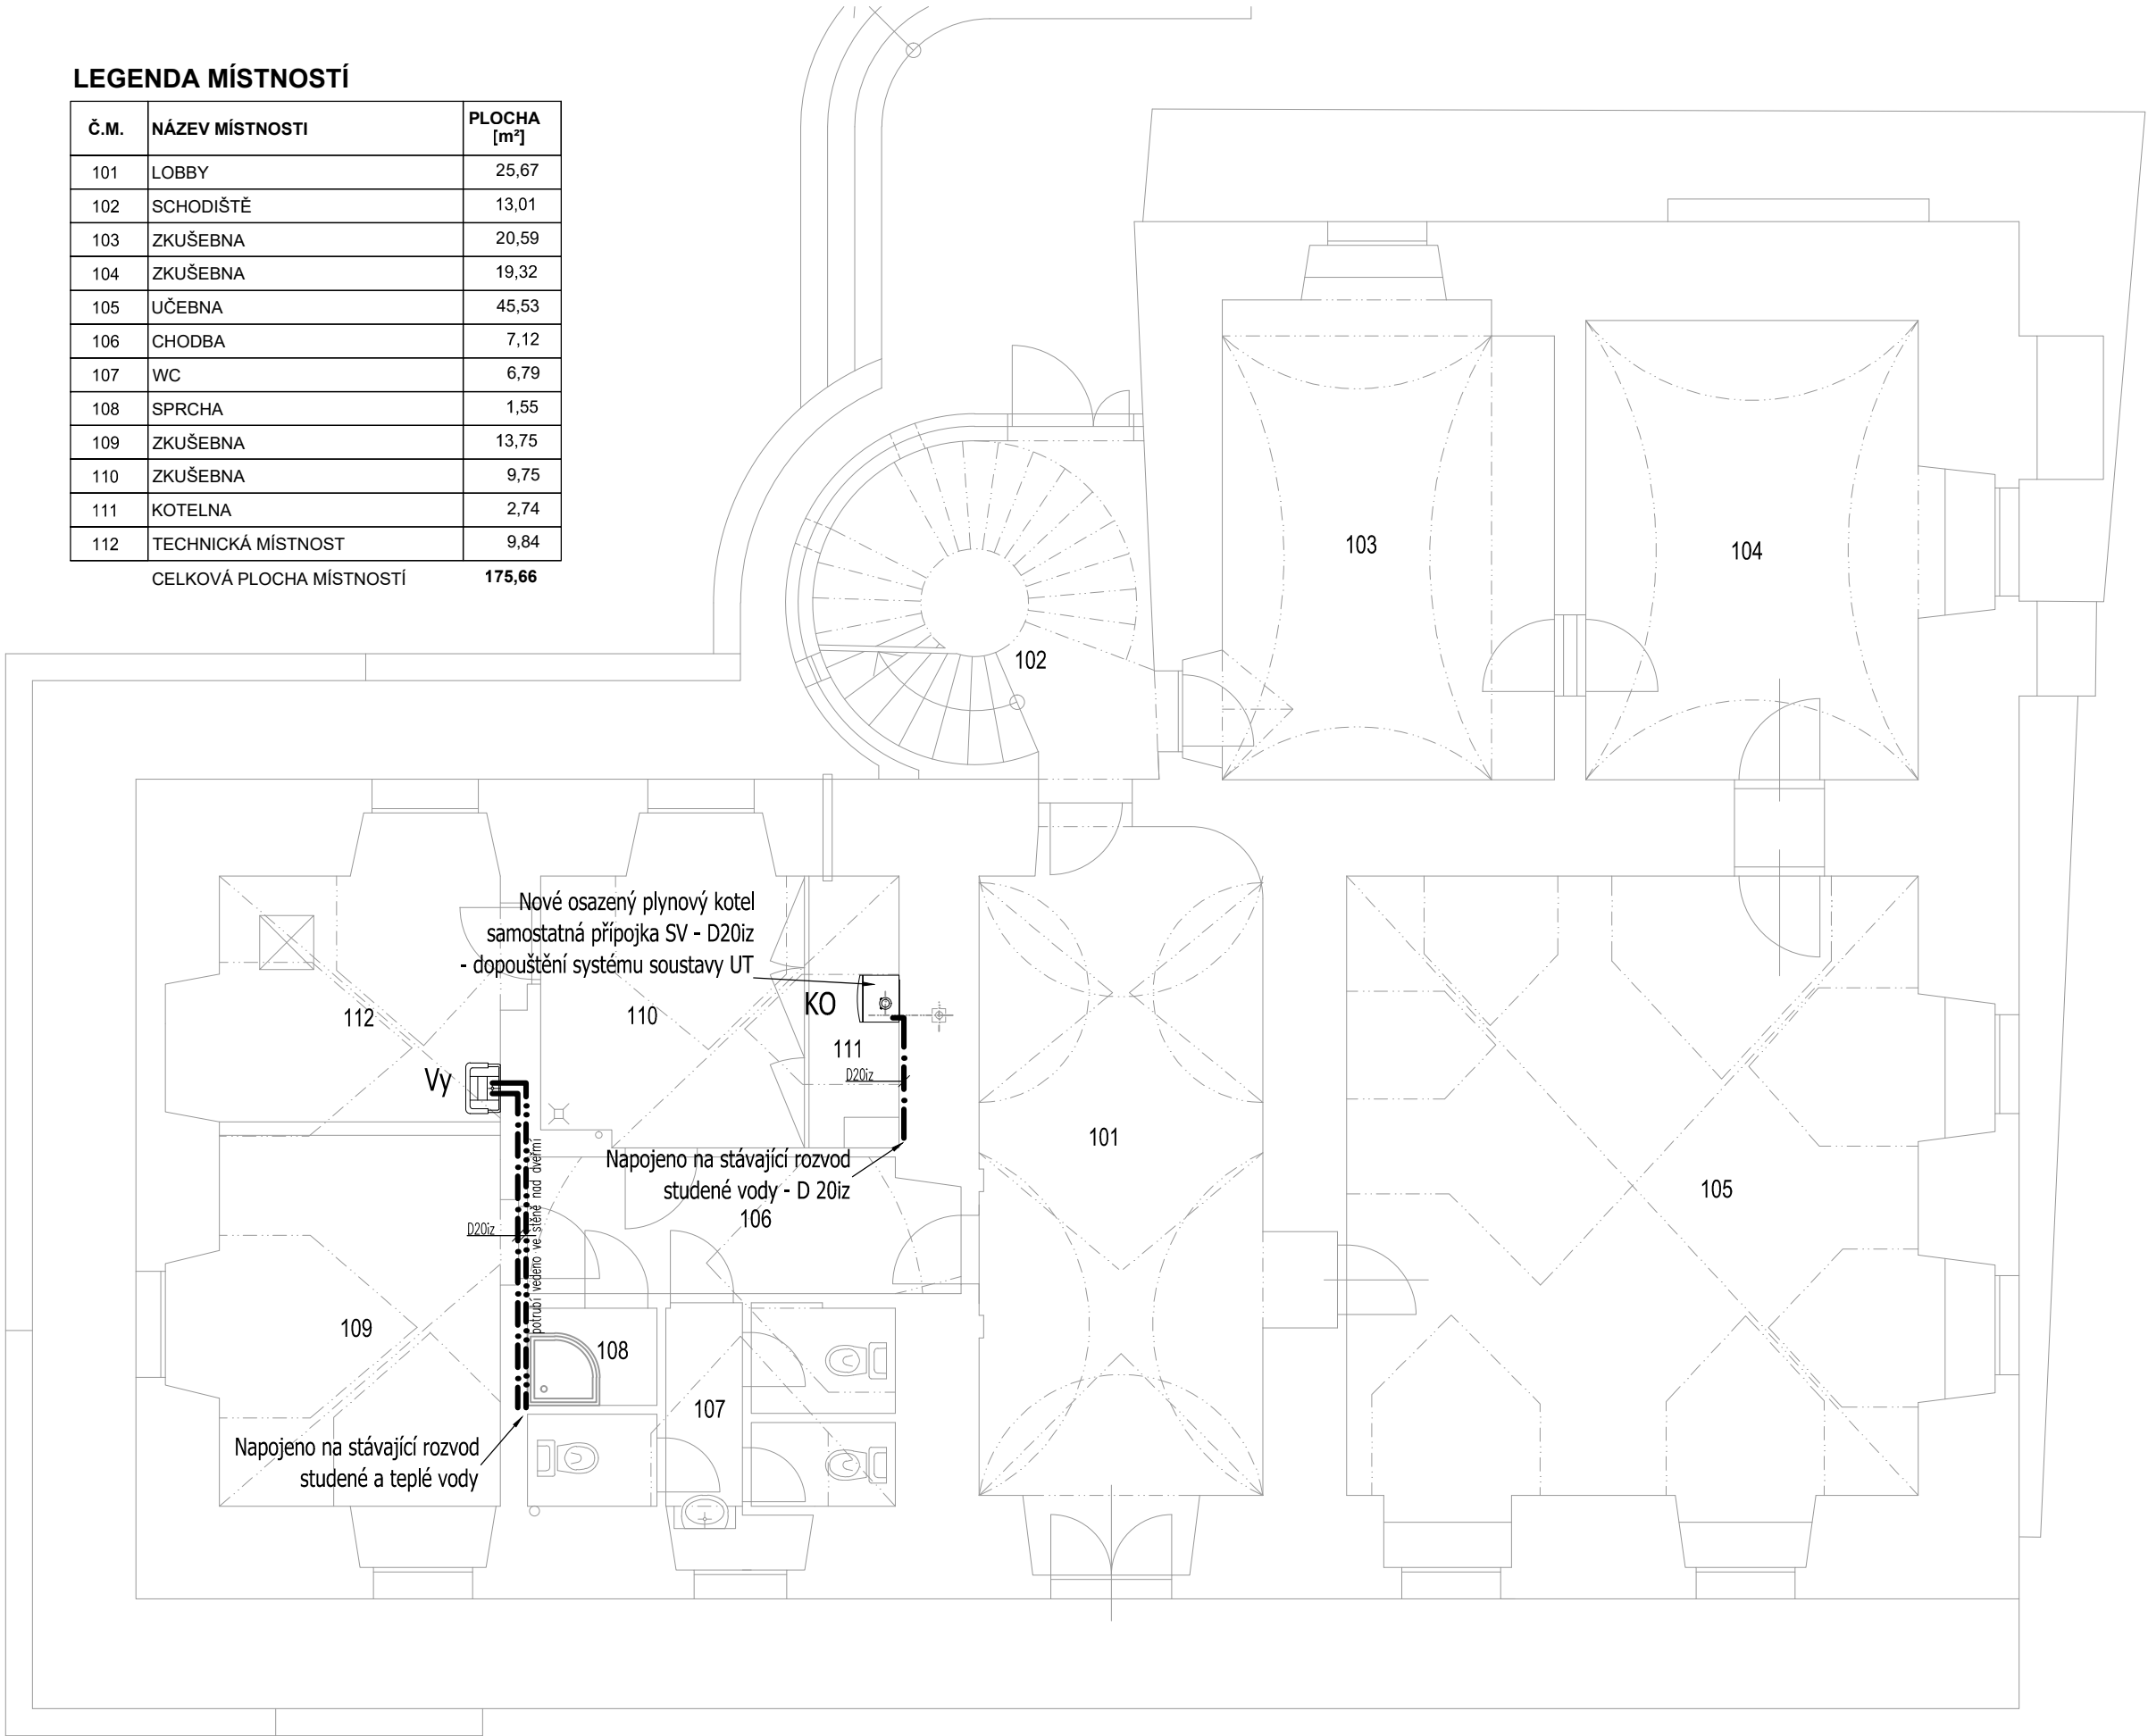 LEGENDA MÍSTNOSTÍ
Č.M. NÁZEV MÍSTNOSTI PLOCHA [m²]
101 LOBBY 25,67
102 SCHODIŠTĚ 13,01
103 ZKUŠEBNA 20,59
104 ZKUŠEBNA 19,32
105 UČEBNA 45,53
106 CHODBA 7,12
107 WC 6,79
108 SPRCHA 1,55
109 ZKUŠEBNA 13,75
110 ZKUŠEBNA 9,75
111 KOTELNA 2,74
112 TECHNICKÁ MÍSTNOST 9,84
CELKOVÁ PLOCHA MÍSTNOSTÍ 175,66
103
104
102
Nové osazený plynový kotel
samostatná přípojka SV - D20iz
- dopouštění systému soustavy UT
KO
112
110
111
D20iz
Vy
101
Napojeno na stávající rozvod
studené vody - D 20iz
105
106
D20iz
potrubí vedeno ve stěně nad dveřmi
109
108
107
Napojeno na stávající rozvod
studené a teplé vody